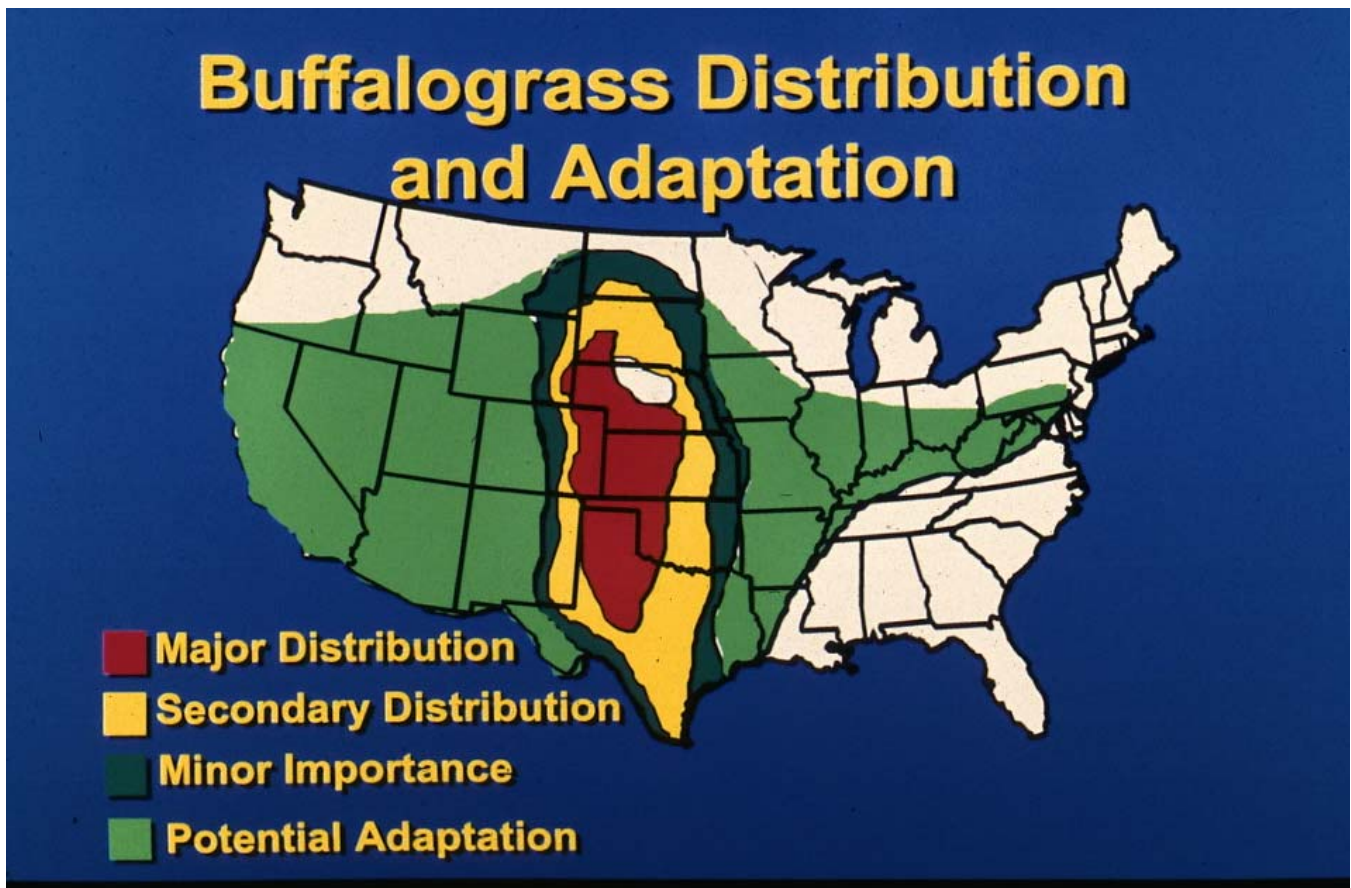 Buffalograss Distribution
and Adaptation
Major Distribution
Secondary Distribution
Minor Importance
Potential Adaptation